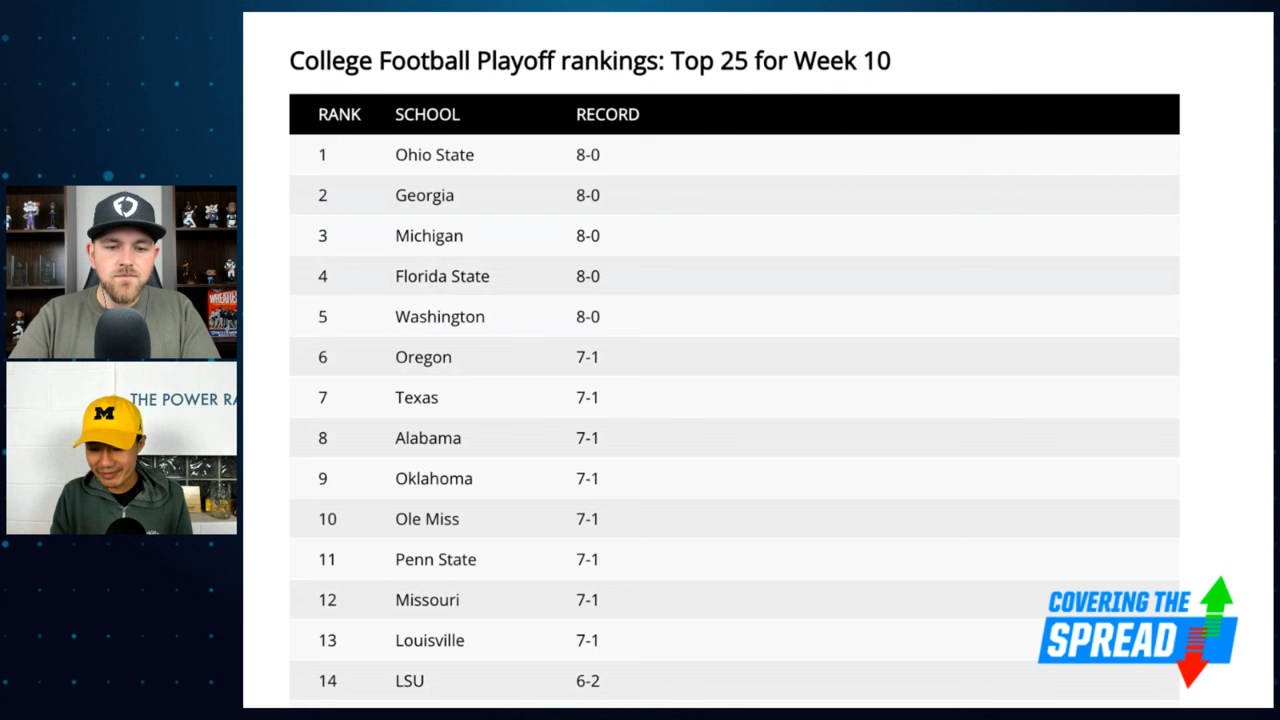 College Football Playoff rankings: Top 25 for Week 10
RANK SCHOOL RECORD
1 Ohio State 8-0
2 Georgia 8-0
3 Michigan 8-0
4 Florida State 8-0
5 Washington 8-0
6 Oregon 7-1
7 Texas 7-1
8 Alabama 7-1
9 Oklahoma 7-1
10 Ole Miss 7-1
11 Penn State 7-1
12 Missouri 7-1
13 Louisville 7-1
14 LSU 6-2
WHEATIES
THE POWER RA
M
COVERING THE
SPREAD